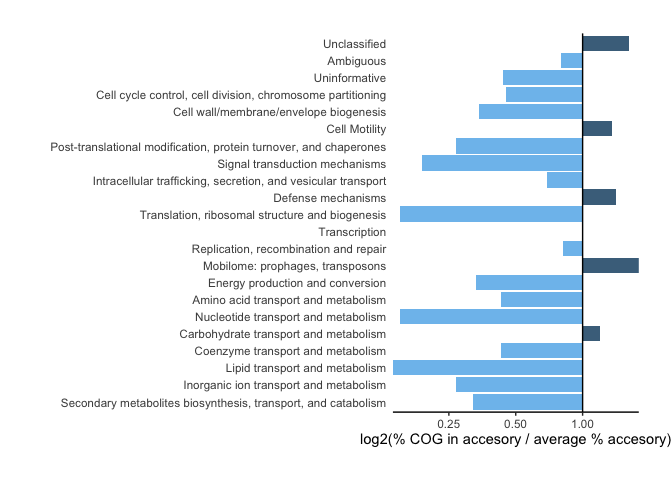 Unclassified
Ambiguous
Uninformative
Cell cycle control, cell division, chromosome partitioning
Cell wall/membrane/envelope biogenesis
Cell Motility
Post-translational modification, protein turnover, and chaperones
Signal transduction mechanisms
Intracellular trafficking, secretion, and vesicular transport
Defense mechanisms
Translation, ribosomal structure and biogenesis
Transcription
Replication, recombination and repair
Mobilome: prophages, transposons
Energy production and conversion
Amino acid transport and metabolism
Nucleotide transport and metabolism
Carbohydrate transport and metabolism
Coenzyme transport and metabolism
Lipid transport and metabolism
Inorganic ion transport and metabolism
Secondary metabolites biosynthesis, transport, and catabolism
0.25 0.50 1.00
log2(% COG in accesory / average % accesory)